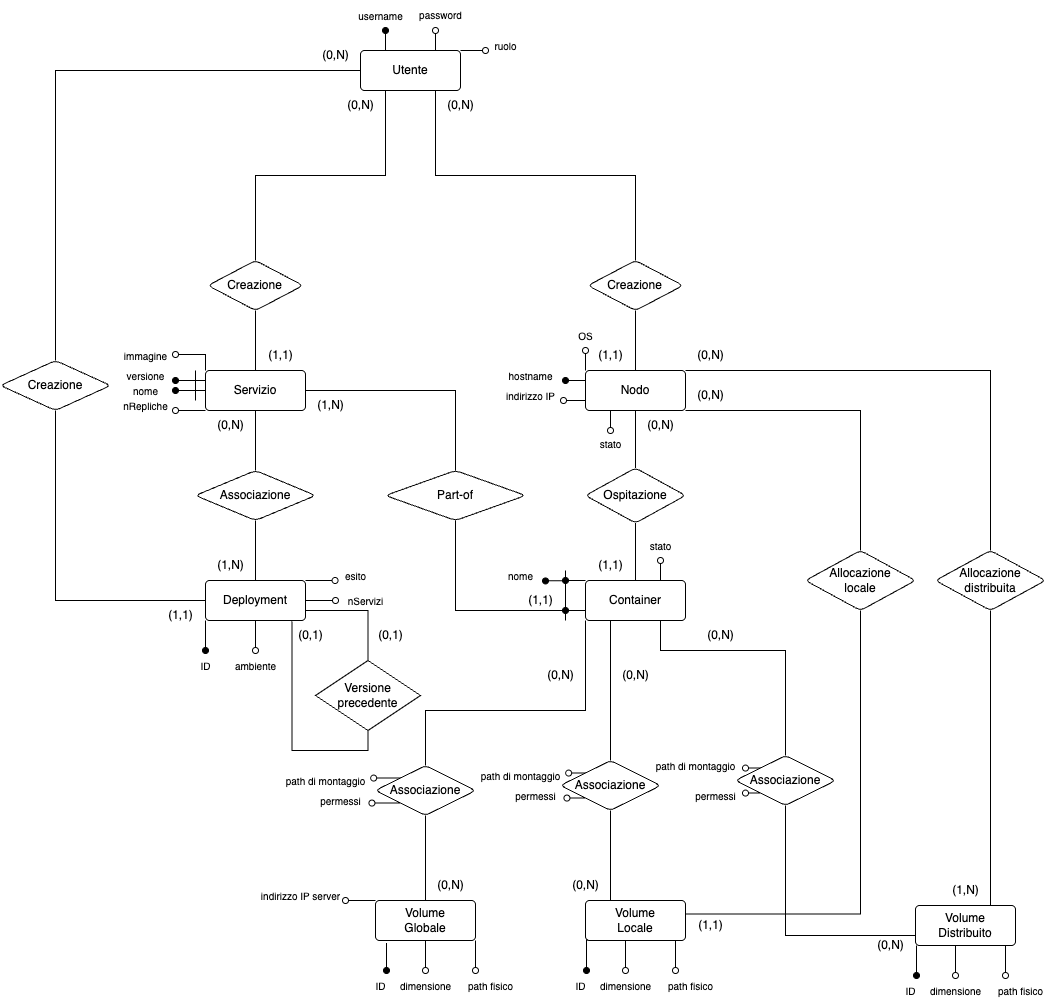 username
password
ruolo
(0,N)
Utente
(0,N)
(0,N)
Creazione
Creazione
OS
immagine
(1,1)
(1,1)
(0,N)
versione
hostname
Creazione
nome
Servizio
Nodo
(0,N)
indirizzo IP
nRepliche
(1,N)
(0,N)
(0,N)
stato
Associazione
Part-of
Ospitazione
stato
(1,N)
(1,1)
esito
nome
Allocazione
locale
Allocazione
distribuita
Deployment
nServizi
(1,1)
Container
(1,1)
(0,1)
(0,1)
(0,N)
ID
ambiente
(0,N)
(0,N)
Versione
precedente
path di montaggio
permessi
Associazione
path di montaggio
permessi
Associazione
path di montaggio
permessi
Associazione
(0,N)
(0,N)
(1,N)
indirizzo IP server
Volume
Globale
Volume
Locale
(1,1)
Volume
Distribuito
(0,N)
ID
dimensione
path fisico
ID
dimensione
path fisico
ID
dimensione
path fisico